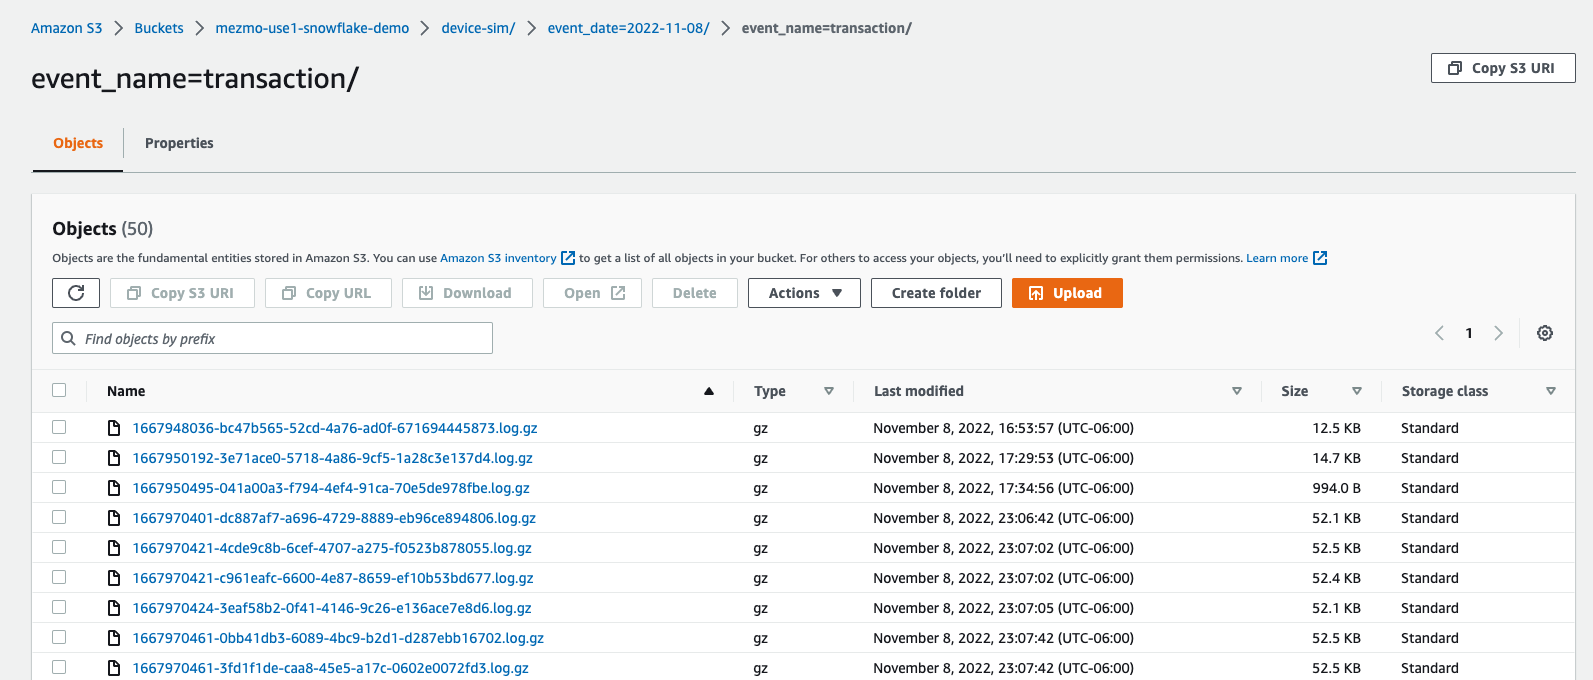 Amazon S3 > Buckets > mezmo-use1-snowflake-demo > device-sim/ > event_date=2022-11-08/ > event_name=transaction/
event_name=transaction/
Copy S3 URI
Objects Properties
Objects (50)
Objects are the fundamental entities stored in Amazon S3. You can use Amazon S3 inventory to get a list of all objects in your bucket. For others to access your objects, you'll need to explicitly grant them permissions. Learn more
Copy S3 URI Copy URL Download Open Delete Actions Create folder Upload
Find objects by prefix
1
Name Type Last modified Size Storage class
1667948036-bc47b565-52cd-4a76-ad0f-671694445873.log.gz gz November 8, 2022, 16:53:57 (UTC-06:00) 12.5 KB Standard
1667950192-3e71ace0-5718-4a86-9cf5-1a28c3e137d4.log.gz gz November 8, 2022, 17:29:53 (UTC-06:00) 14.7 KB Standard
1667950495-041a00a3-f794-4ef4-91ca-70e5de978fbe.log.gz gz November 8, 2022, 17:34:56 (UTC-06:00) 994.0 B Standard
1667970401-dc887af7-a696-4729-8889-eb96ce894806.log.gz gz November 8, 2022, 23:06:42 (UTC-06:00) 52.1 KB Standard
1667970421-4cde9c8b-6cef-4707-a275-f0523b878055.log.gz gz November 8, 2022, 23:07:02 (UTC-06:00) 52.5 KB Standard
1667970421-c961eafc-6600-4e87-8659-ef10b53bd677.log.gz gz November 8, 2022, 23:07:02 (UTC-06:00) 52.4 KB Standard
1667970424-3eaf58b2-0f41-4146-9c26-e136ace7e8d6.log.gz gz November 8, 2022, 23:07:05 (UTC-06:00) 52.1 KB Standard
1667970461-0bb41db3-6089-4bc9-b2d1-d287ebb16702.log.gz gz November 8, 2022, 23:07:42 (UTC-06:00) 52.5 KB Standard
1667970461-3fd1f1de-caa8-45e5-a17c-0602e0072fd3.log.gz gz November 8, 2022, 23:07:42 (UTC-06:00) 52.5 KB Standard